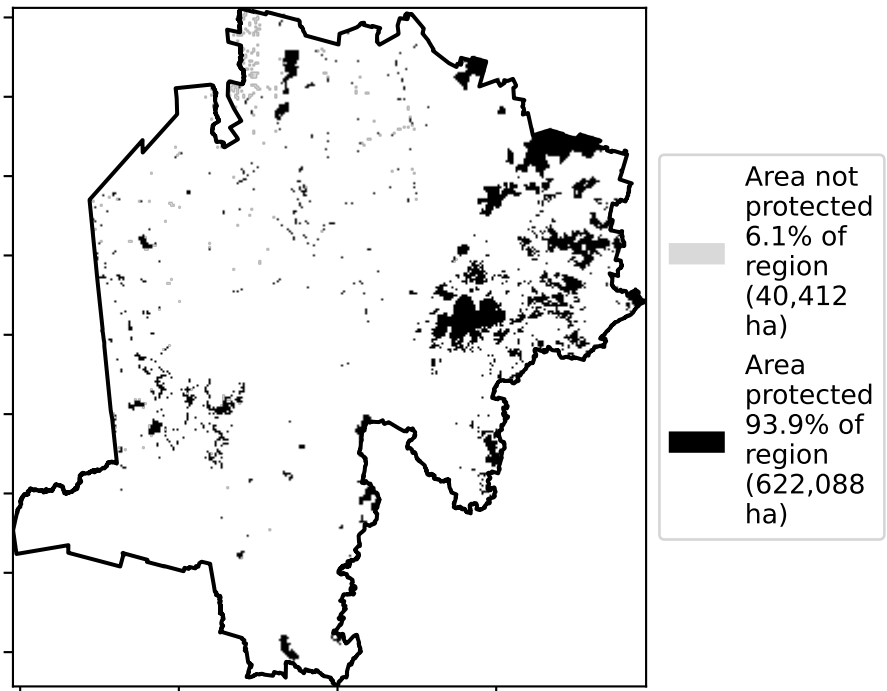 Area not
protected
6.1% of
region
(40,412
ha)
Area
protected
93.9% of
region
(622,088
ha)